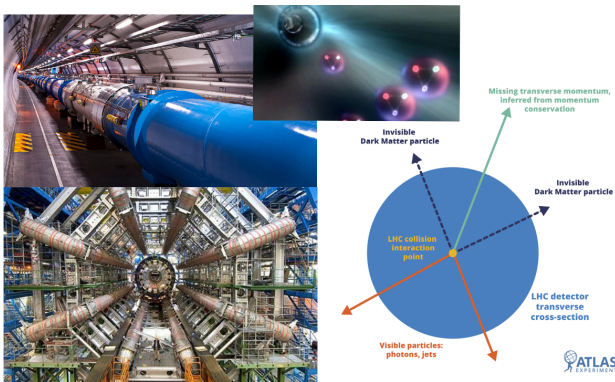 Missing transverse momentum,
inferred from momentum
conservation
Invisible
Dark Matter particle
Invisible
Dark Matter particle
LHC collision
interaction
point
LHC detector
transverse
cross-section
Visible particles:
photons, jets
ATLAS
EXPERIMENT